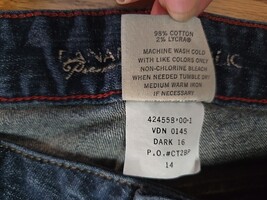 98% COTTON
2% LYCRA®
MACHINE WASH COLD
WITH LIKE COLORS ONLY
NON-CHLORINE BLEACH
WHEN NEEDED TUMBLE DRY
MEDIUM WARM IRON
IF NECESSARY
424558-00-1
VDN 0145
DARK 16
14